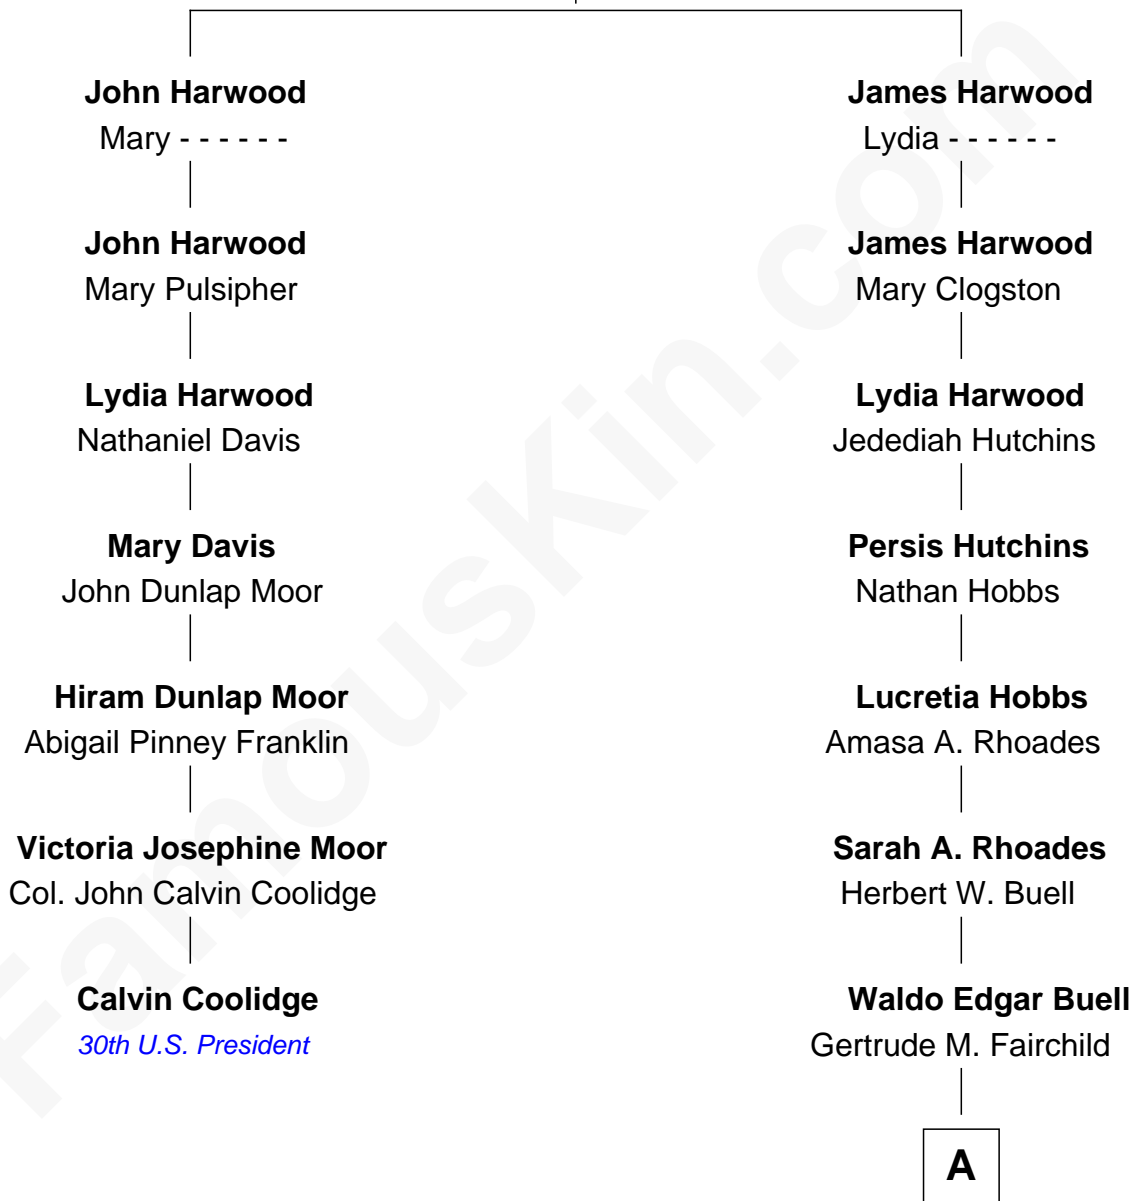 John Harwood
Mary - - - - - -
James Harwood
Lydia - - - - - -
John Harwood
Mary Pulsipher
James Harwood
Mary Clogston
Lydia Harwood
Nathaniel Davis
Lydia Harwood
Jedediah Hutchins
Mary Davis
John Dunlap Moor
Persis Hutchins
Nathan Hobbs
Hiram Dunlap Moor
Abigail Pinney Franklin
Lucretia Hobbs
Amasa A. Rhoades
Victoria Josephine Moor
Col. John Calvin Coolidge
Sarah A. Rhoades
Herbert W. Buell
Calvin Coolidge
30th U.S. President
Waldo Edgar Buell
Gertrude M. Fairchild
A
FamousKin.com